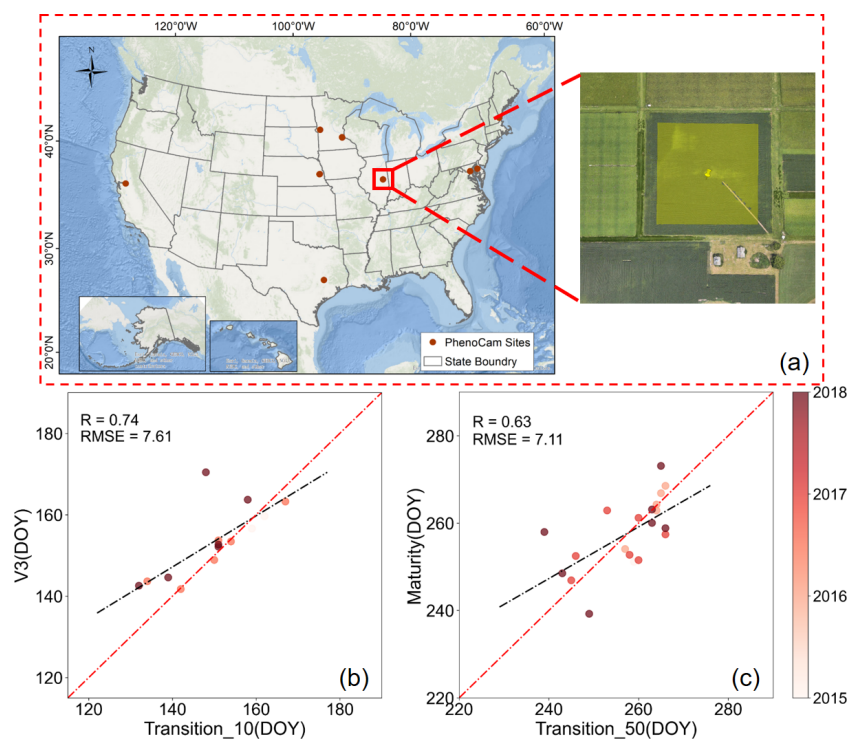 120°0'W 100°0'W 80°0'W 60°0'W
N
40°0'N
30°0'N
20°0'N
PhenoCam Sites
State Boundry
(a)
R = 0.74
RMSE = 7.61
180
160
140
120
V3(DOY)
120 140 160 180
Transition_10(DOY)
(b)
R = 0.63
RMSE = 7.11
280
260
240
220
Maturity(DOY)
220 240 260 280
Transition_50(DOY)
(c)
2018
2017
2016
2015